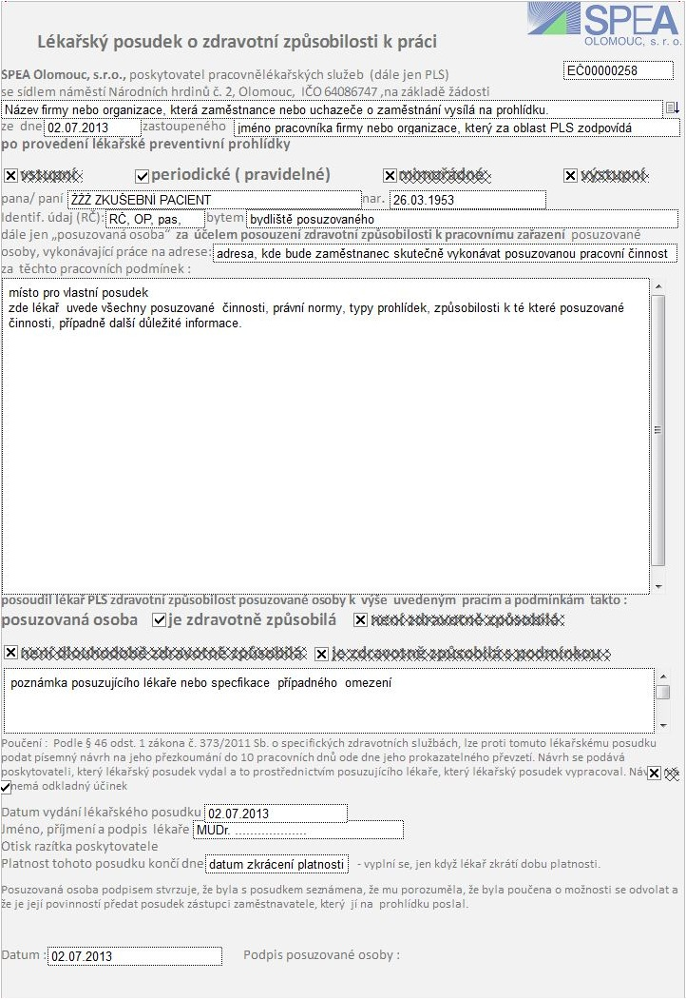 SPEA
OLOMOUC, s. r. o.
Lékařský posudek o zdravotní způsobilosti k práci
SPEA Olomouc, s.r.o., poskytovatel pracovnělékařských služeb (dále jen PLS)
EČ00000258
se sídlem náměstí Národních hrdinů č. 2, Olomouc, IČO 64086747 ,na základě žádosti
Název firmy nebo organizace, která zaměstnance nebo uchazeče o zaměstnání vysílá na prohlídku.
ze dne 02.07.2013 zastoupeného jméno pracovníka firmy nebo organizace, který za oblast PLS zodpovídá
po provedení lékařské preventivní prohlídky
vstupní periodické ( pravidelné) mimořádné výstupní
pana/ paní ŽŽŽ ZKUŠEBNÍ PACIENT nar. 26.03.1953
Identif. údaj (RČ): RČ, OP, pas, bytem bydliště posuzovaného
dále jen „posuzovaná osoba" za účelem posouzení zdravotní způsobilosti k pracovnímu zařazení posuzované
osoby, vykonávající práce na adrese: adresa, kde bude zaměstnanec skutečně vykonávat posuzovanou pracovní činnost
za těchto pracovních podmínek :
místo pro vlastní posudek
zde lékař uvede všechny posuzované činnosti, právní normy, typy prohlídek, způsobilosti k té které posuzované
činnosti, případně další důležité informace.
posoudil lékař PLS zdravotní způsobilost posuzované osoby k výše uvedeným pracím a podmínkám takto :
posuzovaná osoba je zdravotně způsobilá není zdravotně způsobilá
není dlouhodobě zdravotně způsobilá je zdravotně způsobilá s podmínkou
poznámka posuzujícího lékaře nebo specfikace případného omezení
Poučení : Podle § 46 odst. 1 zákona č. 373/2011 Sb. o specifických zdravotních službách, lze proti tomuto lékařskému posudku
podat písemný návrh na jeho přezkoumání do 10 pracovních dnů ode dne jeho prokazatelného převzetí. Návrh se podává
poskytovateli, který lékařský posudek vydal a to prostřednictvím posuzujícího lékaře, který lékařský posudek vypracoval.
nemá odkladný účinek
Datum vydání lékařského posudku 02.07.2013
Jméno, příjmení a podpis lékaře MUDr. .....................
Otisk razítka poskytovatele
Platnost tohoto posudku končí dne datum zkrácení platnosti - vyplní se, jen když lékař zkrátí dobu platnosti.
Posuzovaná osoba podpisem stvrzuje, že byla s posudkem seznámena, že mu porozuměla, že byla poučena o možnosti se odvolat a
že je její povinností předat posudek zástupci zaměstnavatele, který jí na prohlídku poslal.
Datum : 02.07.2013 Podpis posuzované osoby :